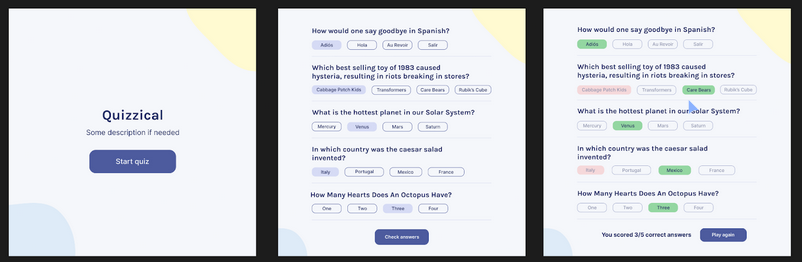 Quizzical
Some description if needed
Start quiz
How would one say goodbye in Spanish?
Adiós Hola Au Revoir Salir
Which best selling toy of 1983 caused
hysteria, resulting in riots breaking in stores?
Cabbage Patch Kids Transformers Care Bears Rubik's Cube
What is the hottest planet in our Solar System?
Mercury Venus Mars Saturn
In which country was the caesar salad
invented?
Italy Portugal Mexico France
How Many Hearts Does An Octopus Have?
One Two Three Four
Check answers
How would one say goodbye in Spanish?
Adiós Hola Au Revoir Salir
Which best selling toy of 1983 caused
hysteria, resulting in riots breaking in stores?
Cabbage Patch Kids Transformers Care Bears Rubik's Cube
What is the hottest planet in our Solar System?
Mercury Venus Mars Saturn
In which country was the caesar salad
invented?
Italy Portugal Mexico France
How Many Hearts Does An Octopus Have?
One Two Three Four
You scored 3/5 correct answers Play again